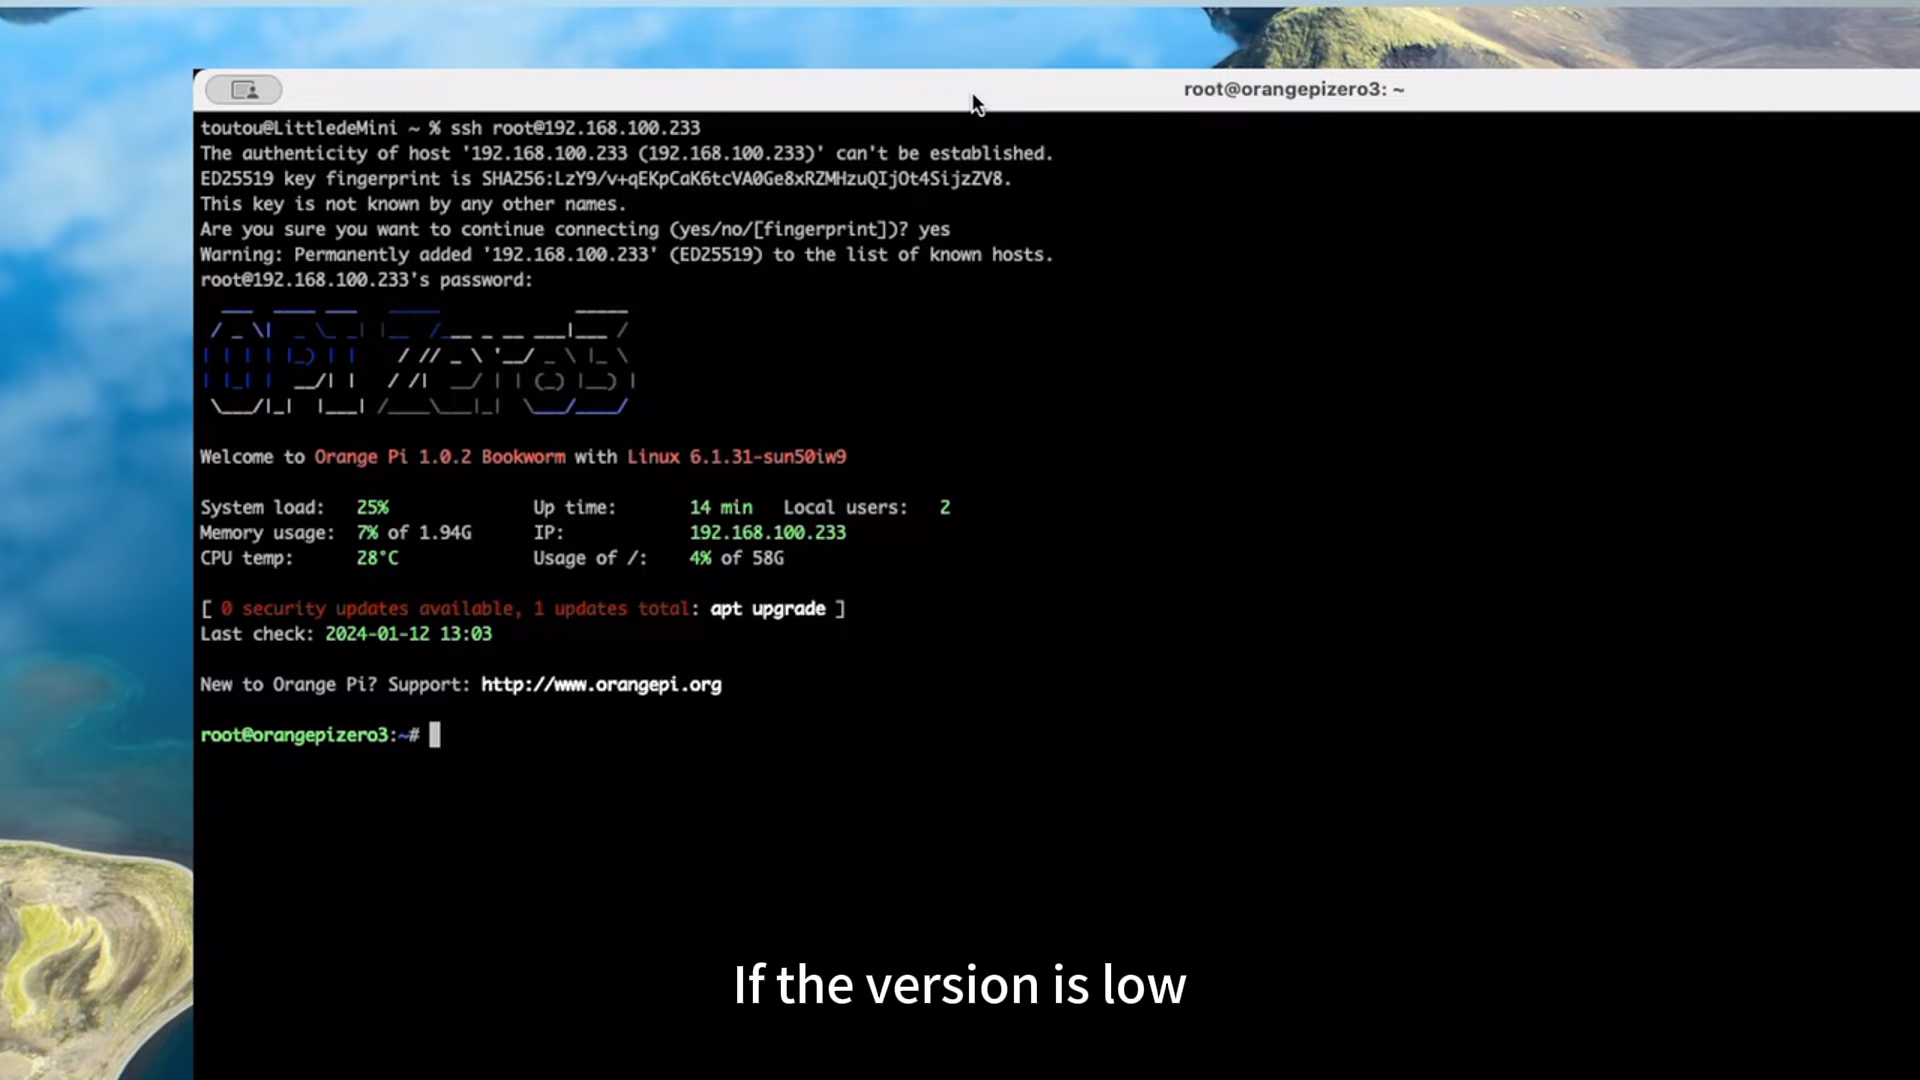 root@orangepizero3: ~
toutou@LittledeMini ~ % ssh root@192.168.100.233
The authenticity of host '192.168.100.233 (192.168.100.233)' can't be established.
ED25519 key fingerprint is SHA256:LzY9/v+qEKpCaK6tcVA0Ge8xRZMHzuQIjOt4SijzZV8.
This key is not known by any other names.
Are you sure you want to continue connecting (yes/no/[fingerprint])? yes
Warning: Permanently added '192.168.100.233' (ED25519) to the list of known hosts.
root@192.168.100.233's password:
OPI Zero3
Welcome to Orange Pi 1.0.2 Bookworm with Linux 6.1.31-sun50iw9
System load: 25% Up time: 14 min Local users: 2
Memory usage: 7% of 1.94G IP: 192.168.100.233
CPU temp: 28°C Usage of /: 4% of 58G
[ 0 security updates available, 1 updates total: apt upgrade ]
Last check: 2024-01-12 13:03
New to Orange Pi? Support: http://www.orangepi.org
root@orangepizero3:~#
If the version is low